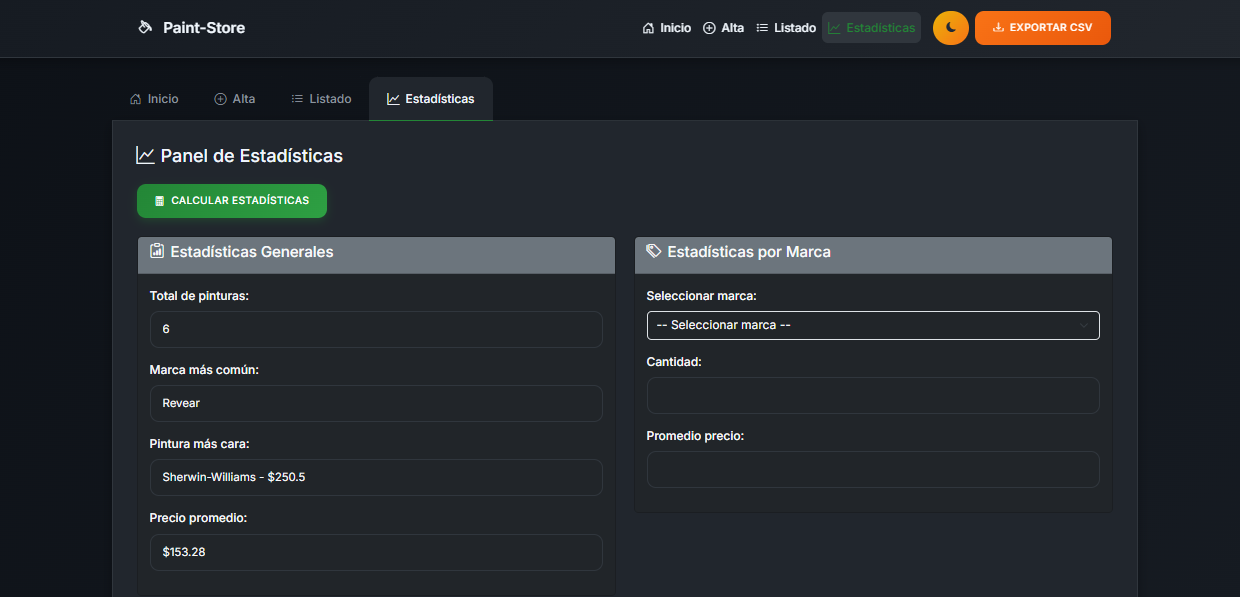 Paint-Store
Inicio Alta Listado Estadísticas EXPORTAR CSV
Inicio Alta Listado Estadísticas
Panel de Estadísticas
CALCULAR ESTADÍSTICAS
Estadísticas Generales
Total de pinturas:
6
Marca más común:
Revear
Pintura más cara:
Sherwin-Williams - $250.5
Precio promedio:
$153.28
Estadísticas por Marca
Seleccionar marca:
-- Seleccionar marca --
Cantidad:
Promedio precio: